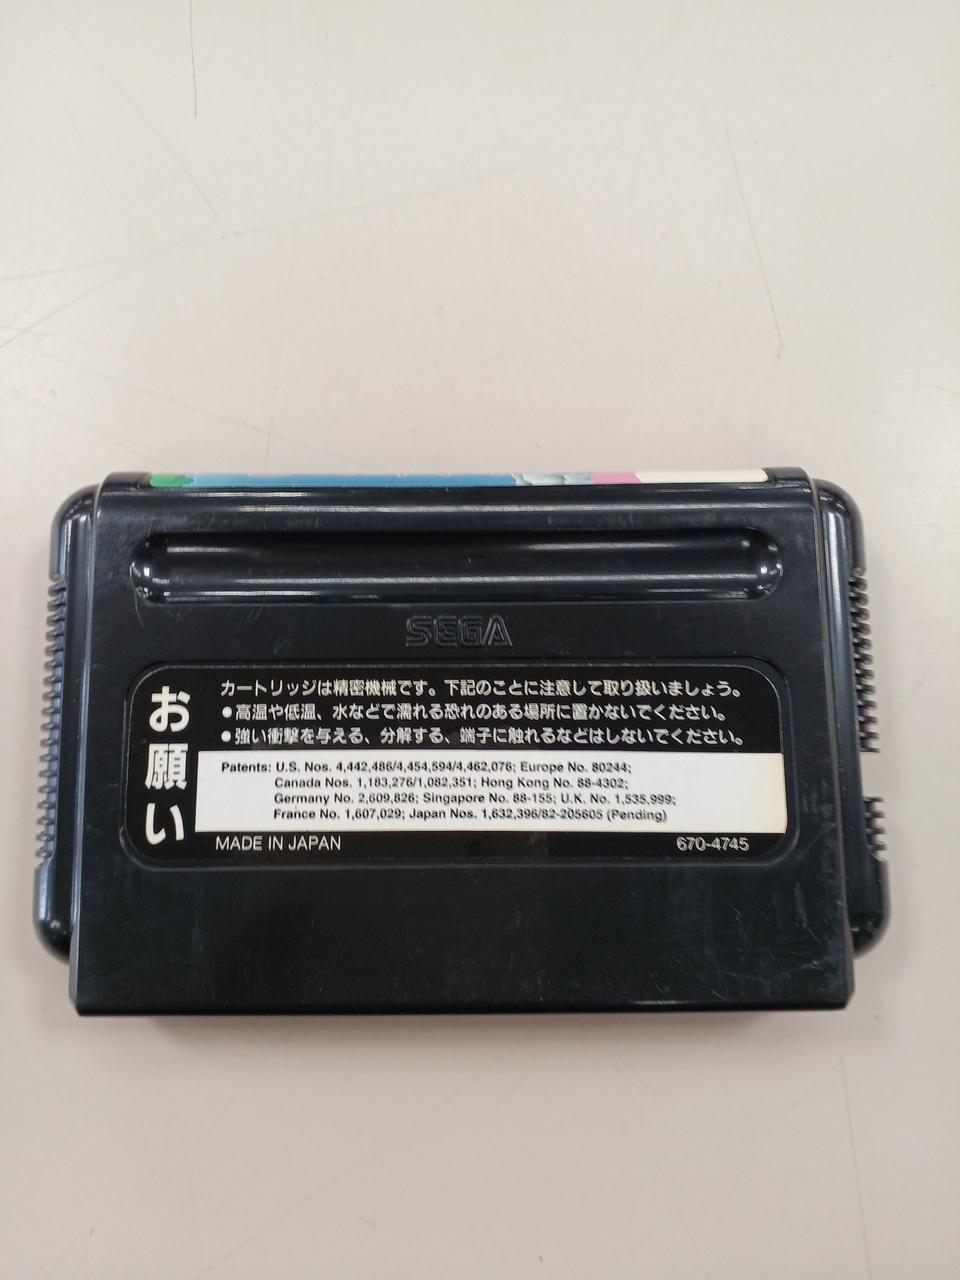 SEGA
お願い
カートリッジは精密機械です。下記のことに注意して取り扱いましょう。
●高温や低温、水などで濡れる恐れのある場所に置かないでください。
●強い衝撃を与える、分解する、端子に触れるなどはしないでください。
Patents: U.S. Nos. 4,442,486/4,454,594/4,462,076; Europe No. 80244;
Canada Nos. 1,183,276/1,082,351; Hong Kong No. 88-4302;
Germany No. 2,609,826; Singapore No. 88-155; U.K. No. 1,535,999;
France No. 1,607,029; Japan Nos. 1,632,396/82-205605 (Pending)
MADE IN JAPAN
670-4745